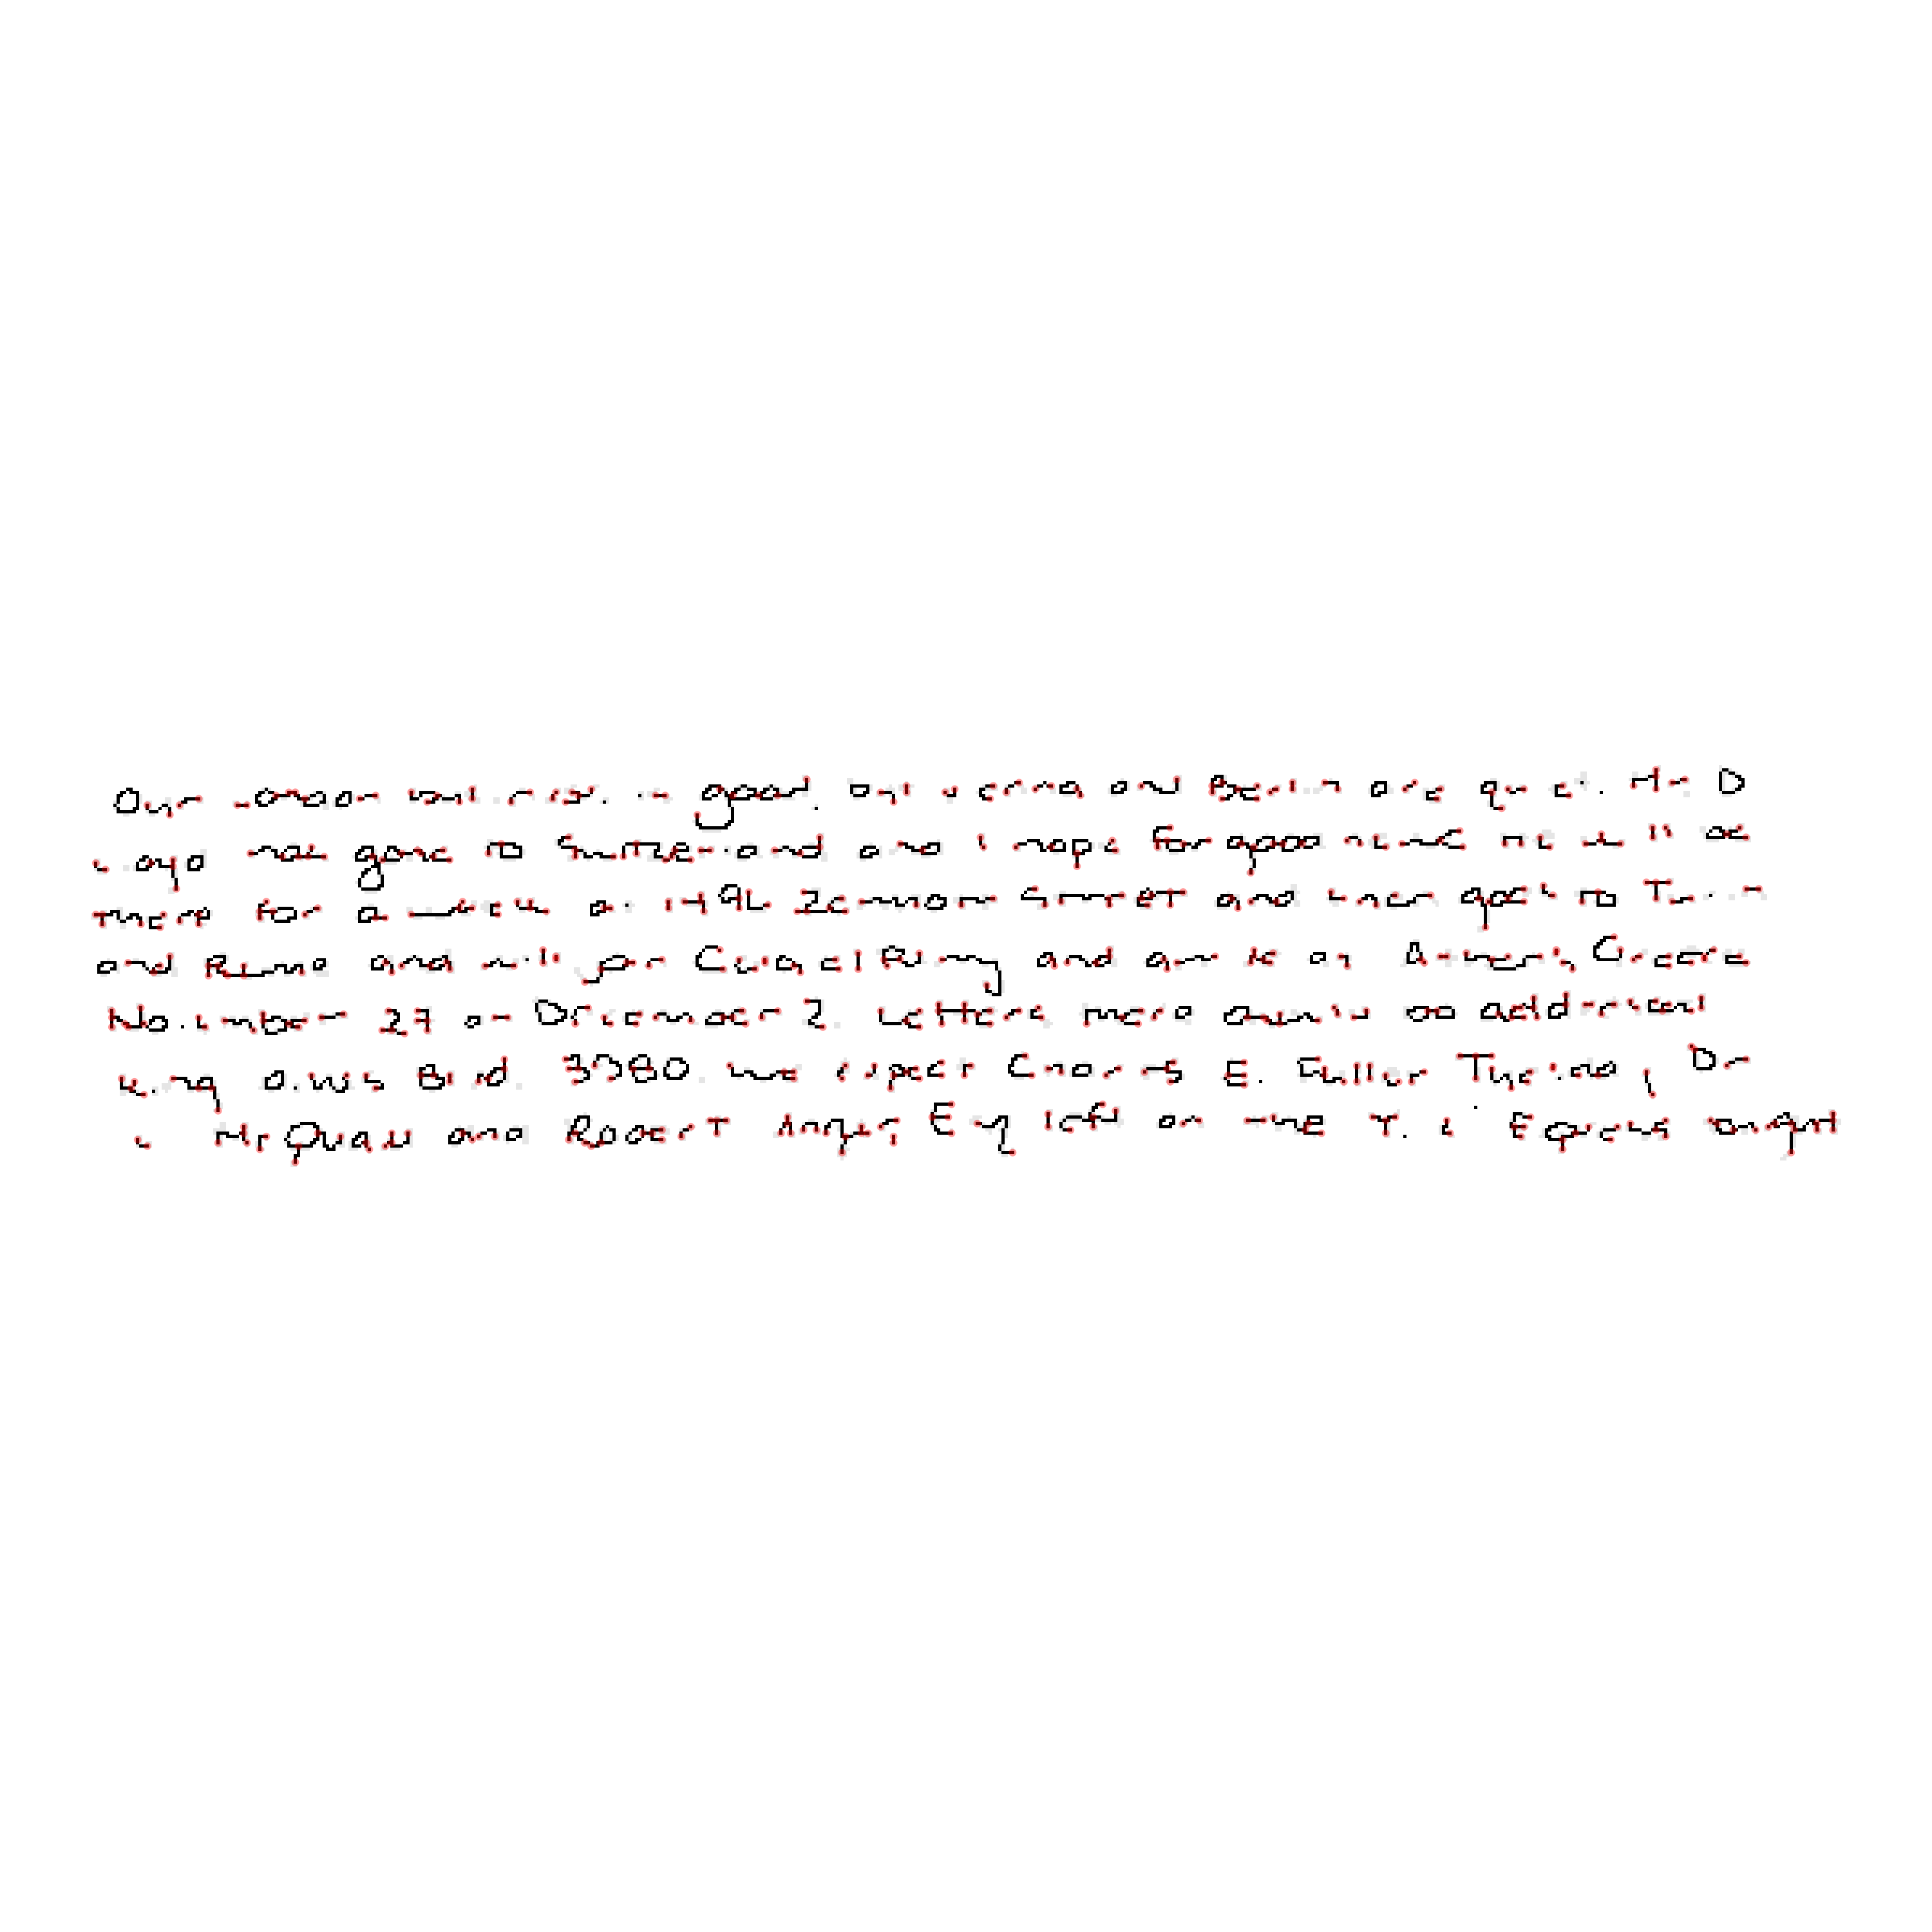 Our London business is good, but Vienna and Berlin are quiet. Mr D
Lloyd has gone to Switzerland and I hope for good news. He will be
there for a week at 1496 Zermott Street and then goes to Turin
and Rome and will join Colonel Parry and arrive at Athens, Greece
November 27 or December 2. Letters there should be addressed
King James Blvd. 3580. We expect Charles E. Fuller Tuesday. Dr
L McQuaid and Robert Unger, Esq left on the Y. X Express tonight